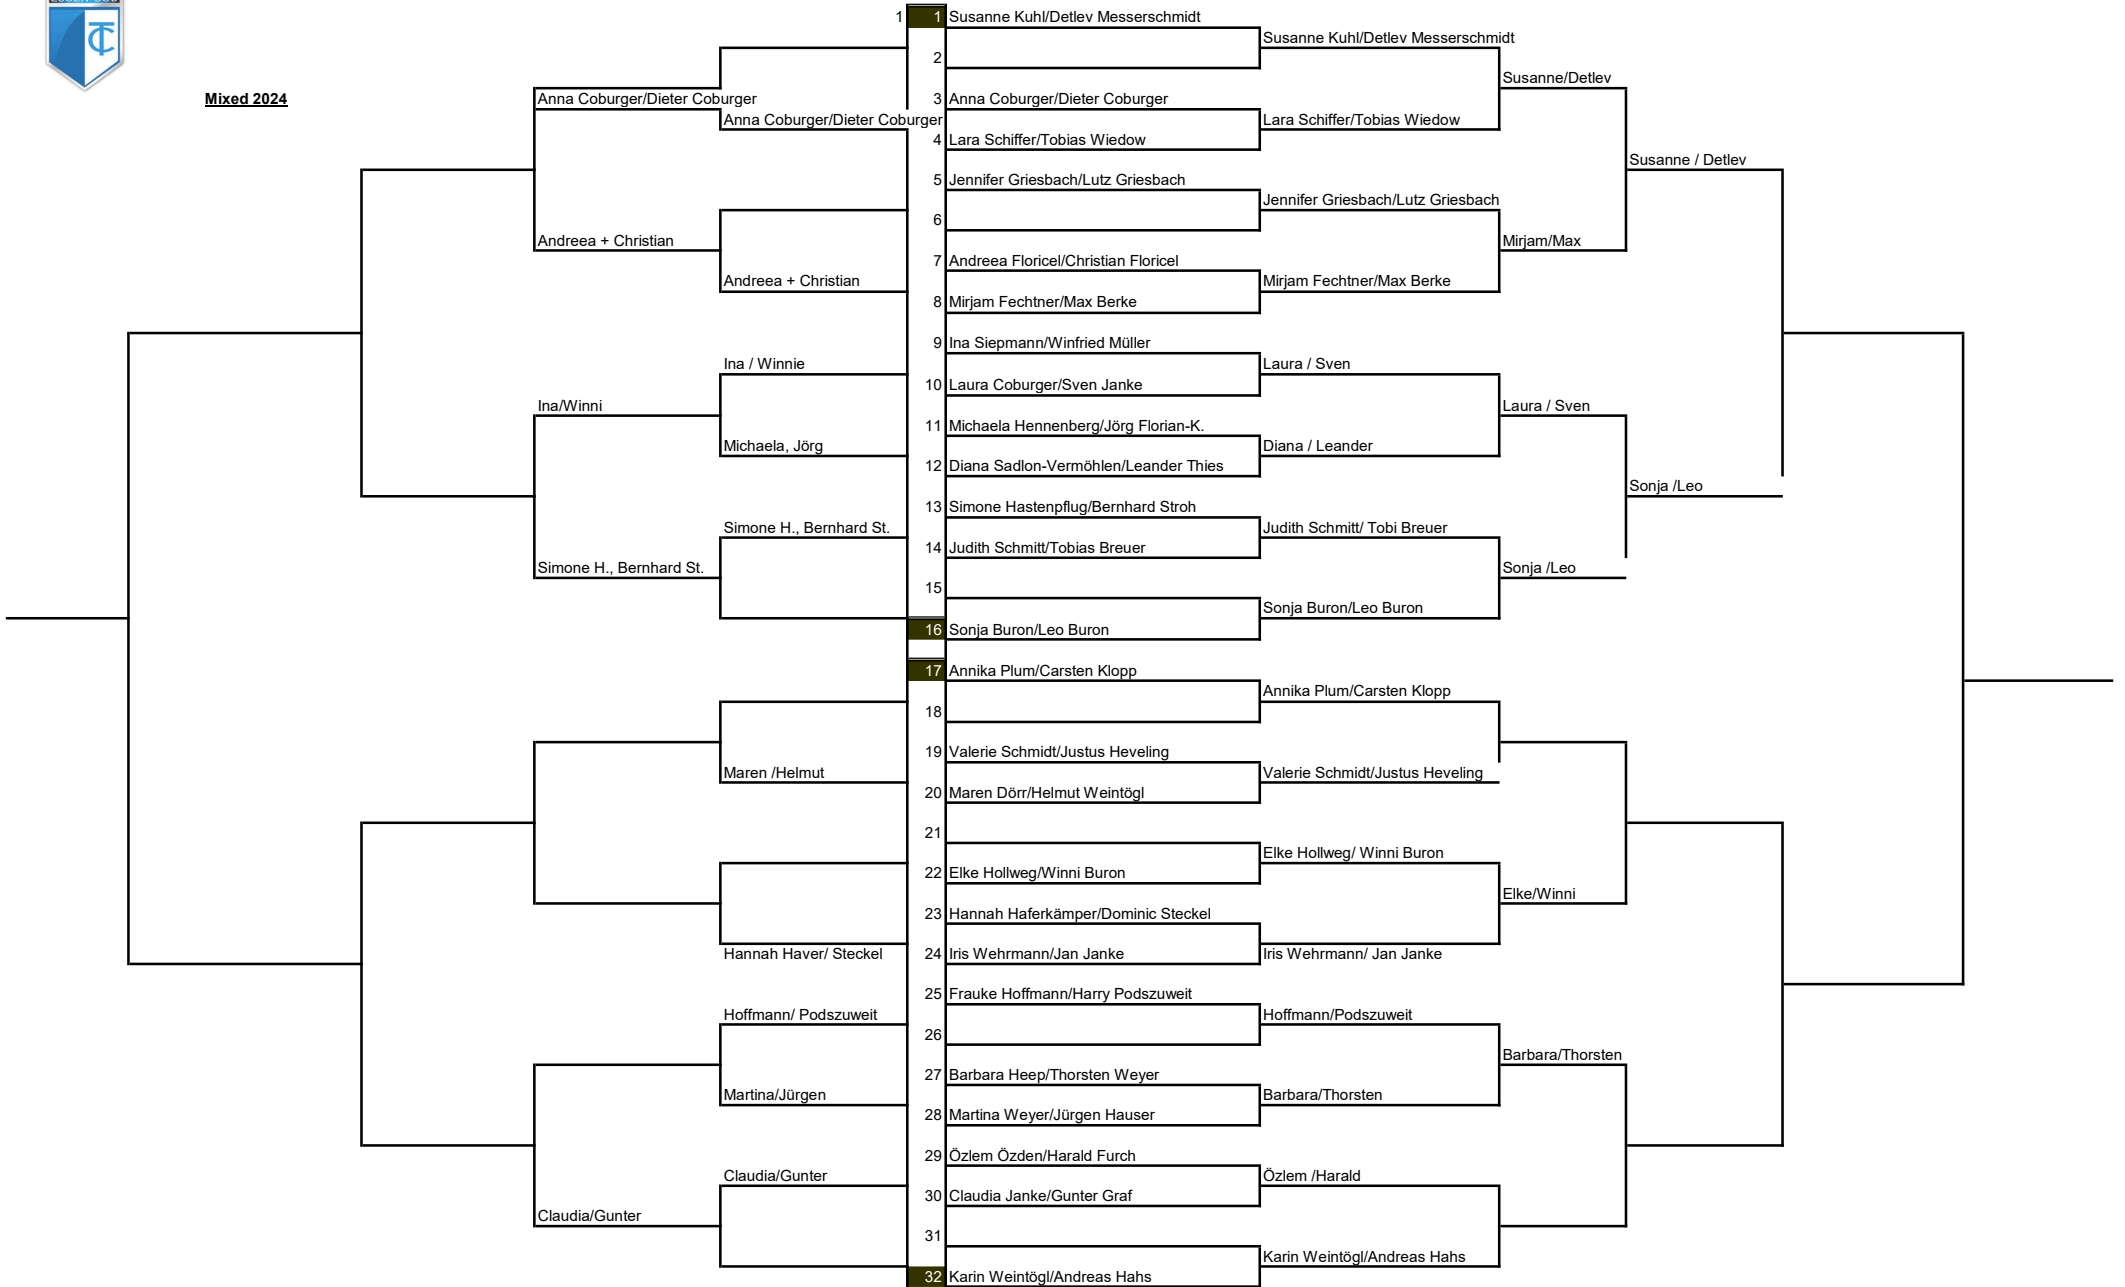 1 1 Susanne Kuhl/Detlev Messerschmidt
Susanne Kuhl/Detlev Messerschmidt
2
Susanne/Detlev
Mixed 2024
Anna Coburger/Dieter Coburger
3 Anna Coburger/Dieter Coburger
Anna Coburger/Dieter Coburger
Lara Schiffer/Tobias Wiedow
4 Lara Schiffer/Tobias Wiedow
Susanne / Detlev
5 Jennifer Griesbach/Lutz Griesbach
Jennifer Griesbach/Lutz Griesbach
6
Andreea + Christian
Mirjam/Max
7 Andreea Floricel/Christian Floricel
Andreea + Christian
Mirjam Fechtner/Max Berke
8 Mirjam Fechtner/Max Berke
9 Ina Siepmann/Winfried Müller
Ina / Winnie
Laura / Sven
10 Laura Coburger/Sven Janke
Ina/Winni
Laura / Sven
11 Michaela Hennenberg/Jörg Florian-K.
Michaela, Jörg
Diana / Leander
12 Diana Sadlon-Vermöhlen/Leander Thies
Sonja /Leo
13 Simone Hastenpflug/Bernhard Stroh
Simone H., Bernhard St.
Judith Schmitt/ Tobi Breuer
14 Judith Schmitt/Tobias Breuer
Simone H., Bernhard St.
Sonja /Leo
15
Sonja Buron/Leo Buron
16 Sonja Buron/Leo Buron
17 Annika Plum/Carsten Klopp
Annika Plum/Carsten Klopp
18
19 Valerie Schmidt/Justus Heveling
Maren /Helmut
Valerie Schmidt/Justus Heveling
20 Maren Dörr/Helmut Weintögl
21
Elke Hollweg/ Winni Buron
22 Elke Hollweg/Winni Buron
Elke/Winni
23 Hannah Haferkämper/Dominic Steckel
Hannah Haver/ Steckel
24 Iris Wehrmann/Jan Janke
Iris Wehrmann/ Jan Janke
25 Frauke Hoffmann/Harry Podszuweit
Hoffmann/ Podszuweit
Hoffmann/Podszuweit
26
Barbara/Thorsten
27 Barbara Heep/Thorsten Weyer
Martina/Jürgen
Barbara/Thorsten
28 Martina Weyer/Jürgen Hauser
29 Özlem Özden/Harald Furch
Claudia/Gunter
Özlem /Harald
30 Claudia Janke/Gunter Graf
Claudia/Gunter
31
Karin Weintögl/Andreas Hahs
32 Karin Weintögl/Andreas Hahs